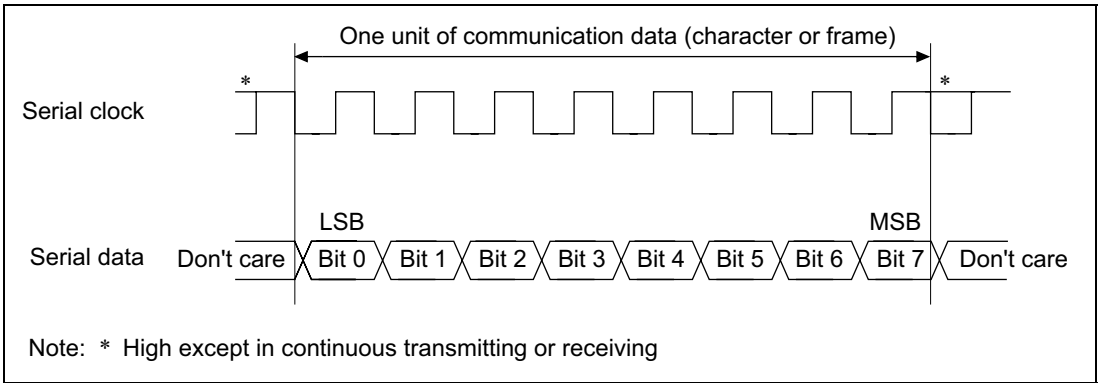 One unit of communication data (character or frame)
* *
Serial clock
LSB MSB
Serial data Don't care Bit 0 Bit 1 Bit 2 Bit 3 Bit 4 Bit 5 Bit 6 Bit 7 Don't care
Note: * High except in continuous transmitting or receiving